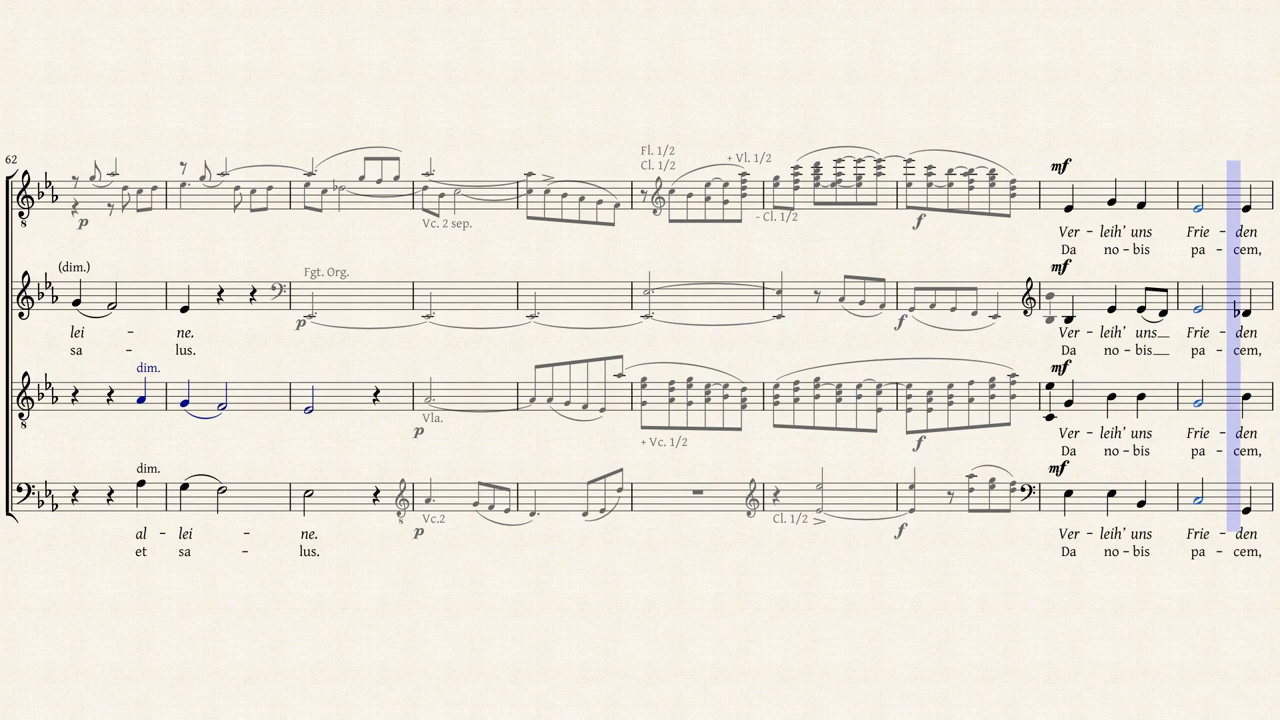 62
Fl. 1/2
Cl. 1/2
+ Vl. 1/2
mf
p
Vc. 2 sep.
- Cl. 1/2
f
Ver – leih’ uns Frie – den
Da no – bis pa – cem,
(dim.)
Fgt. Org.
mf
p
f
lei – ne.
sa – lus.
Ver – leih’ uns Frie – den
Da no – bis pa – cem,
dim.
mf
Vla.
p
+ Vc. 1/2
f
Ver – leih’ uns Frie – den
Da no – bis pa – cem,
dim.
mf
Vc.2
Cl. 1/2
p
f
al – lei – ne.
et sa – lus.
Ver – leih’ uns Frie – den
Da no – bis pa – cem,